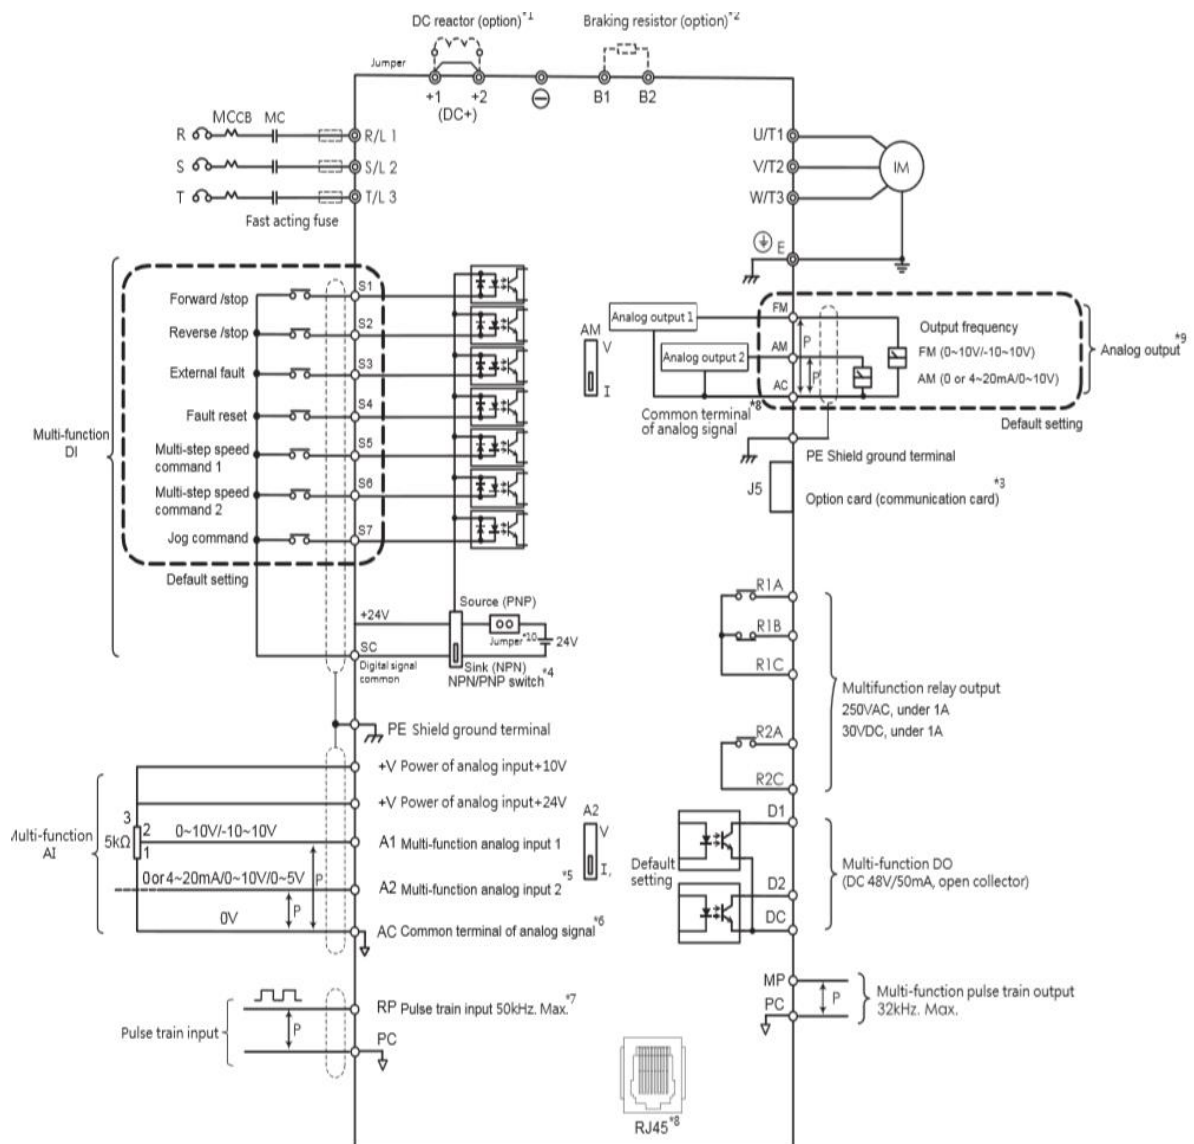 DC reactor (option)*1
Braking resistor (option)*2
Jumper
+1
+2
(DC+)
B1
B2
MCCB
MC
R
R/L 1
S
S/L 2
T
T/L 3
Fast acting fuse
U/T1
V/T2
W/T3
IM
E
Multi-function
DI
Forward /stop
S1
Reverse /stop
S2
External fault
S3
Fault reset
S4
Multi-step speed
command 1
S5
Multi-step speed
command 2
S6
Jog command
S7
Default setting
+24V
SC
Digital signal
common
Source (PNP)
Jumper*10
24V
Sink (NPN)
NPN/PNP switch*4
PE Shield ground terminal
AM
V
I
Analog output 1
Analog output 2
FM
AM
AC
P
P
Output frequency
FM (0~10V/-10~10V)
AM (0 or 4~20mA/0~10V)
Analog output*9
Common terminal*8
of analog signal
Default setting
PE Shield ground terminal
J5
Option card (communication card)*3
R1A
R1B
R1C
R2A
R2C
Multifunction relay output
250VAC, under 1A
30VDC, under 1A
Multi-function
AI
3
5kΩ
2
1
+V Power of analog input+10V
+V Power of analog input+24V
0~10V/-10~10V
A1 Multi-function analog input 1
0 or 4~20mA/0~10V/0~5V
P
A2 Multi-function analog input 2*5
P
0V
AC Common terminal of analog signal*6
A2
V
I,
Default
setting
D1
D2
DC
Multi-function DO
(DC 48V/50mA, open collector)
Pulse train input
P
RP Pulse train input 50kHz. Max.*7
PC
MP
PC
P
Multi-function pulse train output
32kHz. Max.
RJ45*8